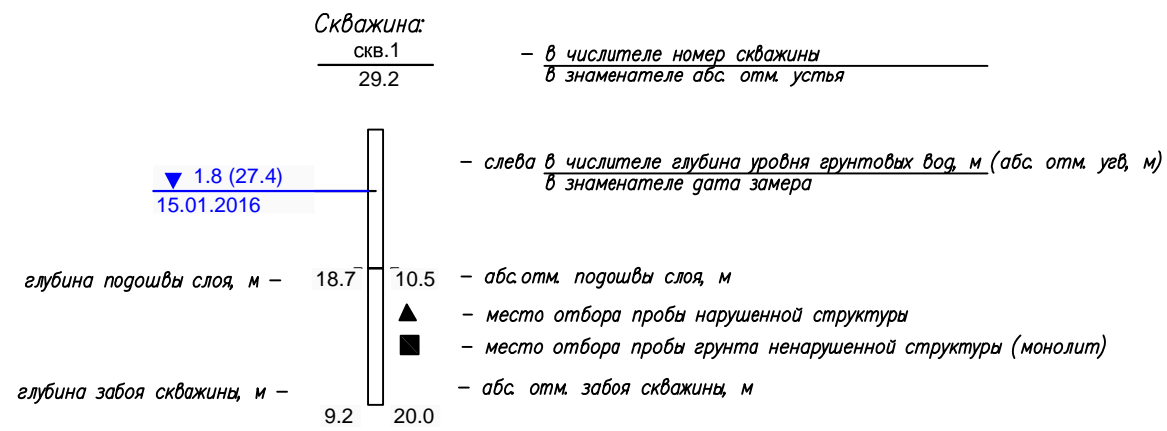 Скважина:
скв.1
29.2
– в числителе номер скважины
в знаменателе абс. отм. устья
1.8 (27.4)
15.01.2016
– слева в числителе глубина уровня грунтовых вод, м (абс. отм. угв, м)
в знаменателе дата замера
глубина подошвы слоя, м – 18.7 10.5 – абс.отм. подошвы слоя, м
– место отбора пробы нарушенной структуры
– место отбора пробы грунта ненарушенной структуры (монолит)
глубина забоя скважины, м – – абс. отм. забоя скважины, м
9.2 20.0